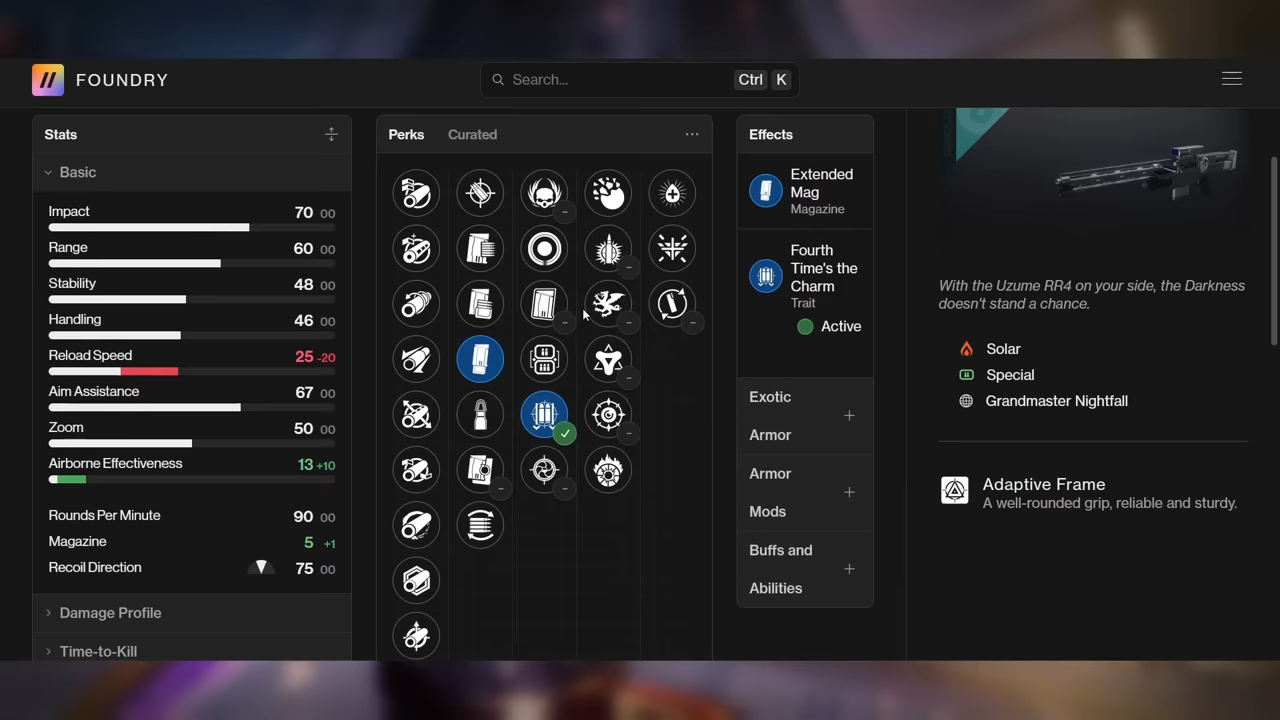 FOUNDRY
Search...
Ctrl K
Stats
Basic
Impact 70 00
Range 60 00
Stability 48 00
Handling 46 00
Reload Speed 25 -20
Aim Assistance 67 00
Zoom 50 00
Airborne Effectiveness 13 +10
Rounds Per Minute 90 00
Magazine 5 +1
Recoil Direction 75 00
Damage Profile
Time-to-Kill
Perks Curated
Effects
Extended
Mag
Magazine
Fourth
Time's the
Charm
Trait
Active
Exotic
Armor
Armor
Mods
Buffs and
Abilities
With the Uzume RR4 on your side, the Darkness
doesn't stand a chance.
Solar
Special
Grandmaster Nightfall
Adaptive Frame
A well-rounded grip, reliable and sturdy.